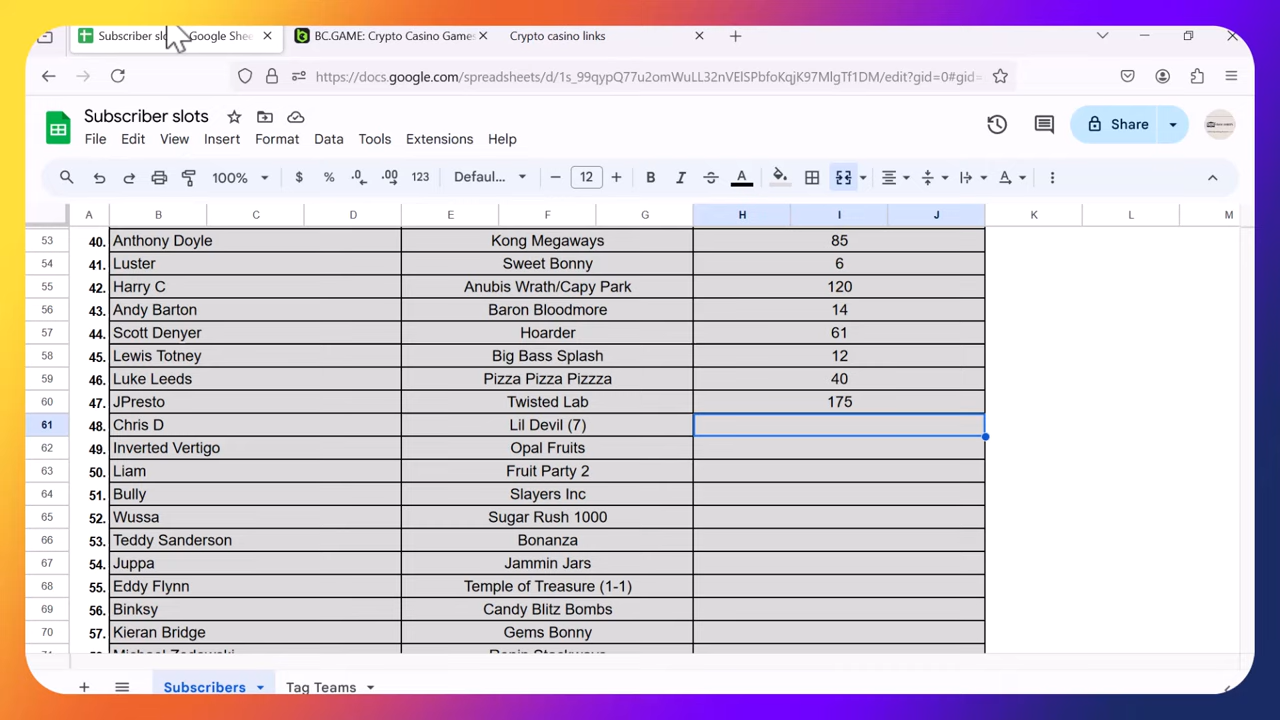 Subscriber slo Google Shee
BC.GAME: Crypto Casino Games
Crypto casino links
https://docs.google.com/spreadsheets/d/1s_99qypQ77u2omWuLL32nVElSPbfoKqjK97MlgTf1DM/edit?gid=0#gid=
Subscriber slots
Share
File Edit View Insert Format Data Tools Extensions Help
100% $ % .0 .00 123 Defaul... 12 B I S A A
A B C D E F G H I J K L M
53 40. Anthony Doyle Kong Megaways 85
54 41. Luster Sweet Bonny 6
55 42. Harry C Anubis Wrath/Capy Park 120
56 43. Andy Barton Baron Bloodmore 14
57 44. Scott Denyer Hoarder 61
58 45. Lewis Totney Big Bass Splash 12
59 46. Luke Leeds Pizza Pizza Pizzza 40
60 47. JPresto Twisted Lab 175
61 48. Chris D Lil Devil (7)
62 49. Inverted Vertigo Opal Fruits
63 50. Liam Fruit Party 2
64 51. Bully Slayers Inc
65 52. Wussa Sugar Rush 1000
66 53. Teddy Sanderson Bonanza
67 54. Juppa Jammin Jars
68 55. Eddy Flynn Temple of Treasure (1-1)
69 56. Binksy Candy Blitz Bombs
70 57. Kieran Bridge Gems Bonny
Subscribers Tag Teams